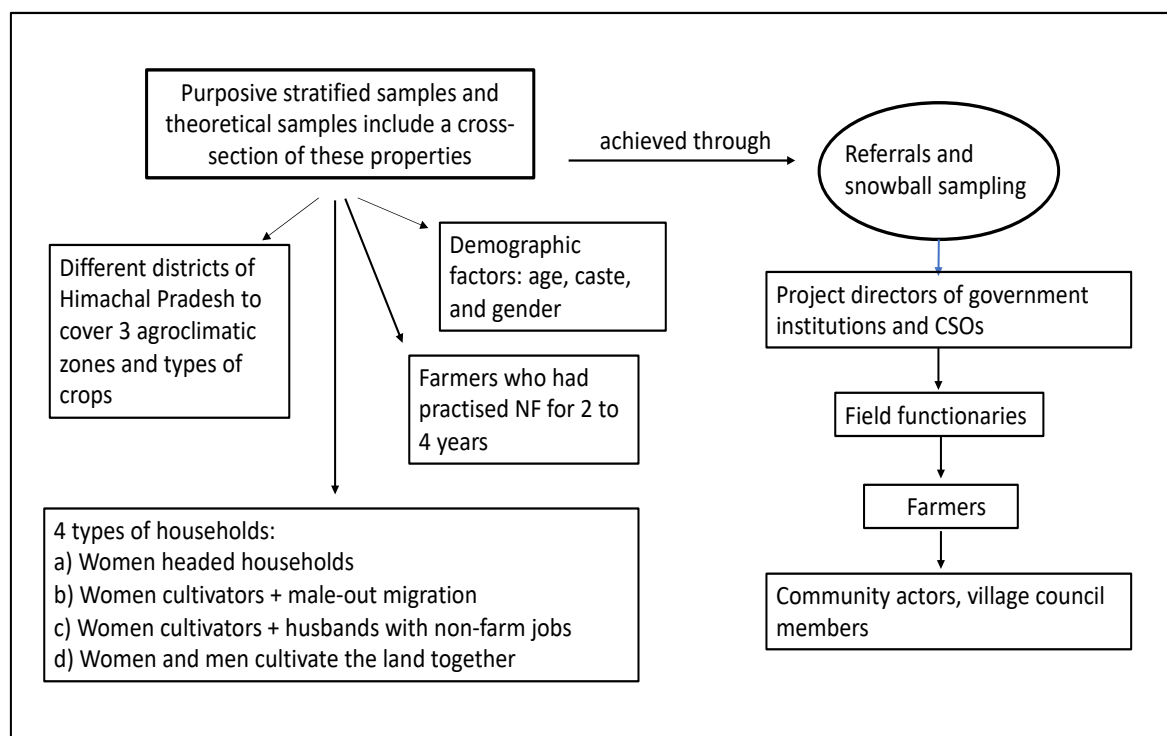 Purposive stratified samples and
theoretical samples include a cross-
section of these properties
achieved through
Referrals and
snowball sampling
Different districts of
Himachal Pradesh to
cover 3 agroclimatic
zones and types of
crops
Demographic
factors: age, caste,
and gender
Farmers who had
practised NF for 2 to
4 years
4 types of households:
a) Women headed households
b) Women cultivators + male-out migration
c) Women cultivators + husbands with non-farm jobs
d) Women and men cultivate the land together
Project directors of government
institutions and CSOs
Field functionaries
Farmers
Community actors, village council
members